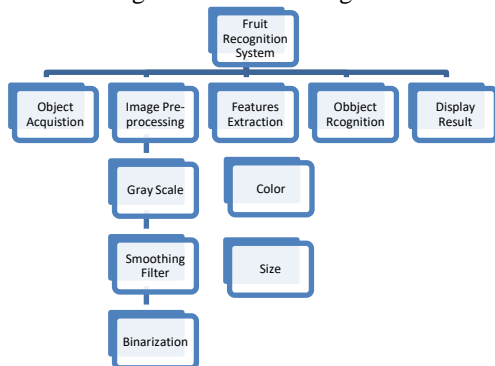 Fruit
Recognition
System
Object
Acquistion
Image Pre-
processing
Features
Extraction
Obbject
Rcognition
Display
Result
Gray Scale
Color
Smoothing
Filter
Size
Binarization